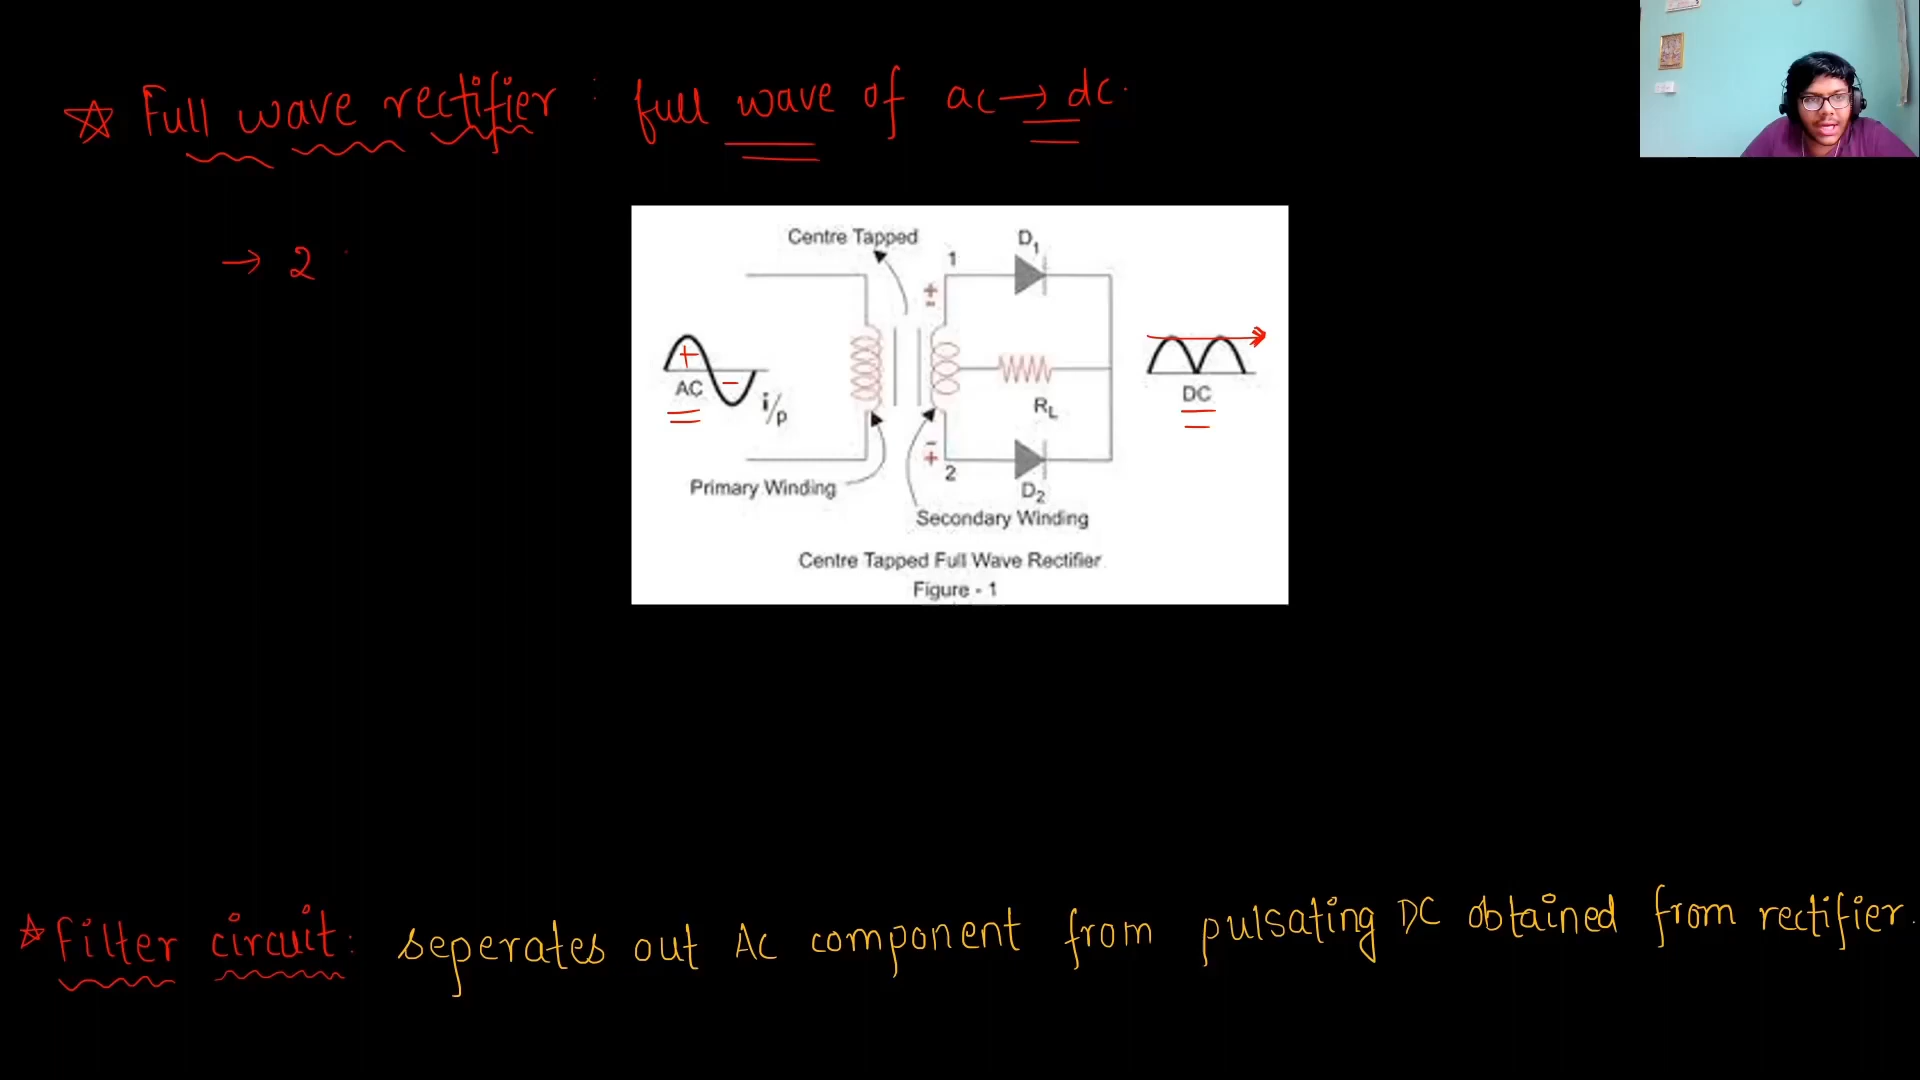 ☆ Full wave rectifier : full wave of ac → dc.
→ 2
Centre Tapped
D1
1
+
-
+
AC
-
i/p
RL
DC
-
+
2
Primary Winding
D2
Secondary Winding
Centre Tapped Full Wave Rectifier
Figure - 1
☆ Filter circuit: seperates out AC component from pulsating DC obtained from rectifier.